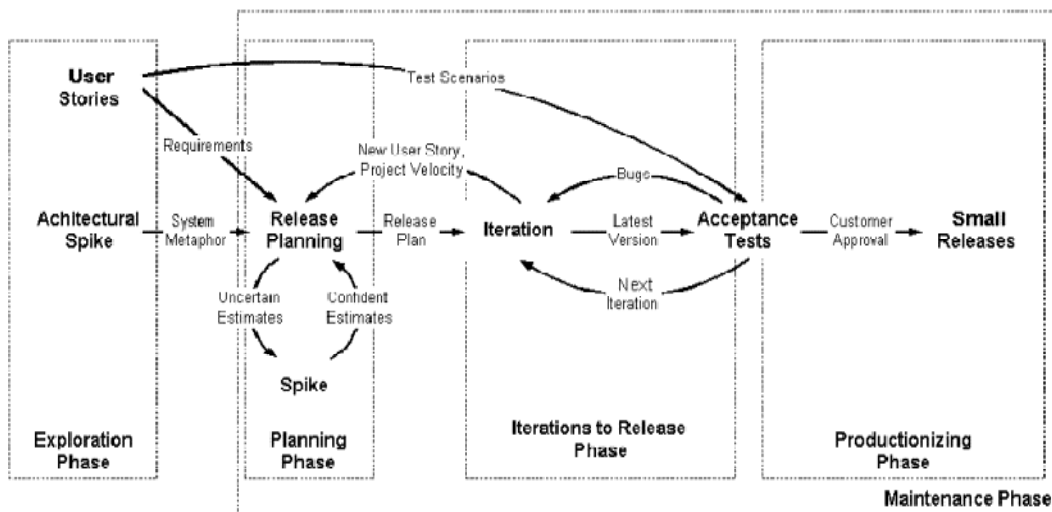 User
Stories
Test Scenarios
Requirements
New User Story,
Project Velocity
Bugs
Achitectural
Spike
System
Metaphor
Release
Planning
Release
Plan
Iteration
Latest
Version
Acceptance
Tests
Customer
Approval
Small
Releases
Uncertain
Estimates
Confident
Estimates
Next
Iteration
Spike
Exploration
Phase
Planning
Phase
Iterations to Release
Phase
Productionizing
Phase
Maintenance Phase